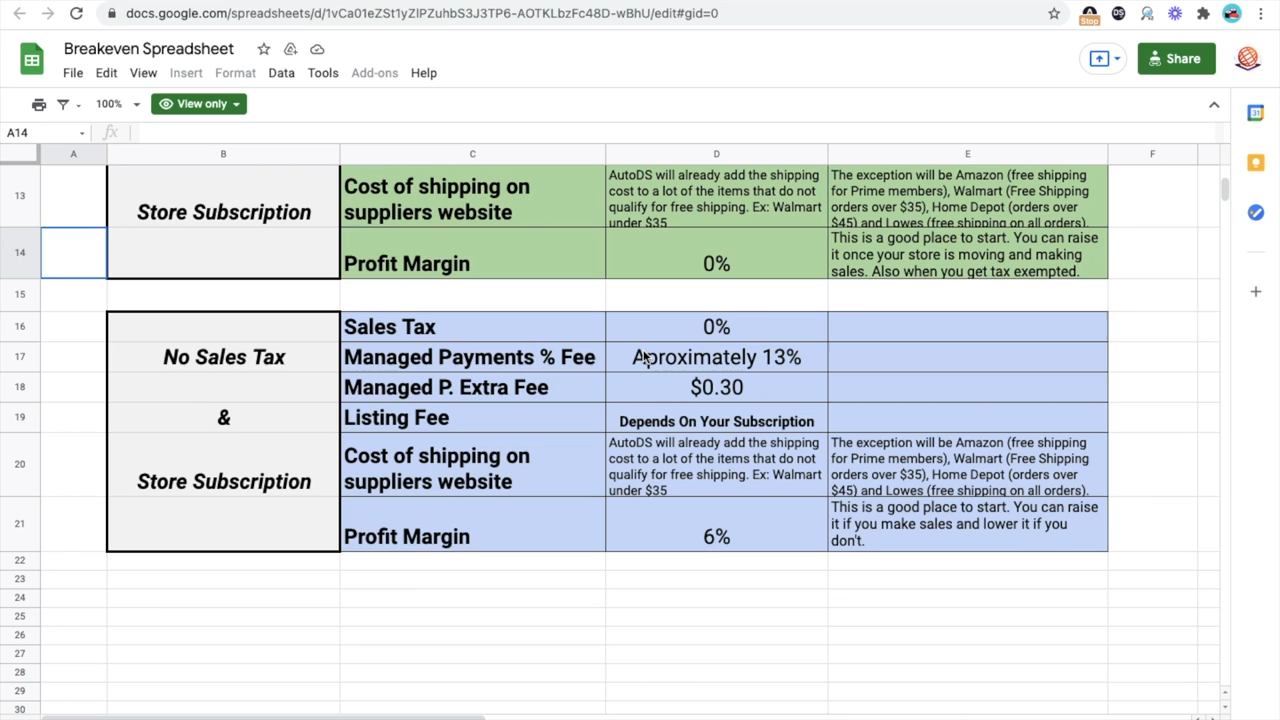 docs.google.com/spreadsheets/d/1vCa01eZSt1yZIPZuhbS3J3TP6-AOTKLbzFc48D-wBhU/edit#gid=0
Stop
Breakeven Spreadsheet
File Edit View Insert Format Data Tools Add-ons Help
Share
100% View only
A14 fx
A B C D E F
13
Store Subscription
Cost of shipping on
suppliers website
AutoDS will already add the shipping
cost to a lot of the items that do not
qualify for free shipping. Ex: Walmart
under $35
The exception will be Amazon (free shipping
for Prime members), Walmart (Free Shipping
orders over $35), Home Depot (orders over
$45) and Lowes (free shipping on all orders).
14
Profit Margin
0%
This is a good place to start. You can raise
it once your store is moving and making
sales. Also when you get tax exempted.
15
16 Sales Tax 0%
17 No Sales Tax Managed Payments % Fee Aproximately 13%
18 Managed P. Extra Fee $0.30
19 & Listing Fee Depends On Your Subscription
20
Store Subscription
Cost of shipping on
suppliers website
AutoDS will already add the shipping
cost to a lot of the items that do not
qualify for free shipping. Ex: Walmart
under $35
The exception will be Amazon (free shipping
for Prime members), Walmart (Free Shipping
orders over $35), Home Depot (orders over
$45) and Lowes (free shipping on all orders).
21
Profit Margin
6%
This is a good place to start. You can raise
it if you make sales and lower it if you
don't.
22
23
24
25
26
27
28
29
30